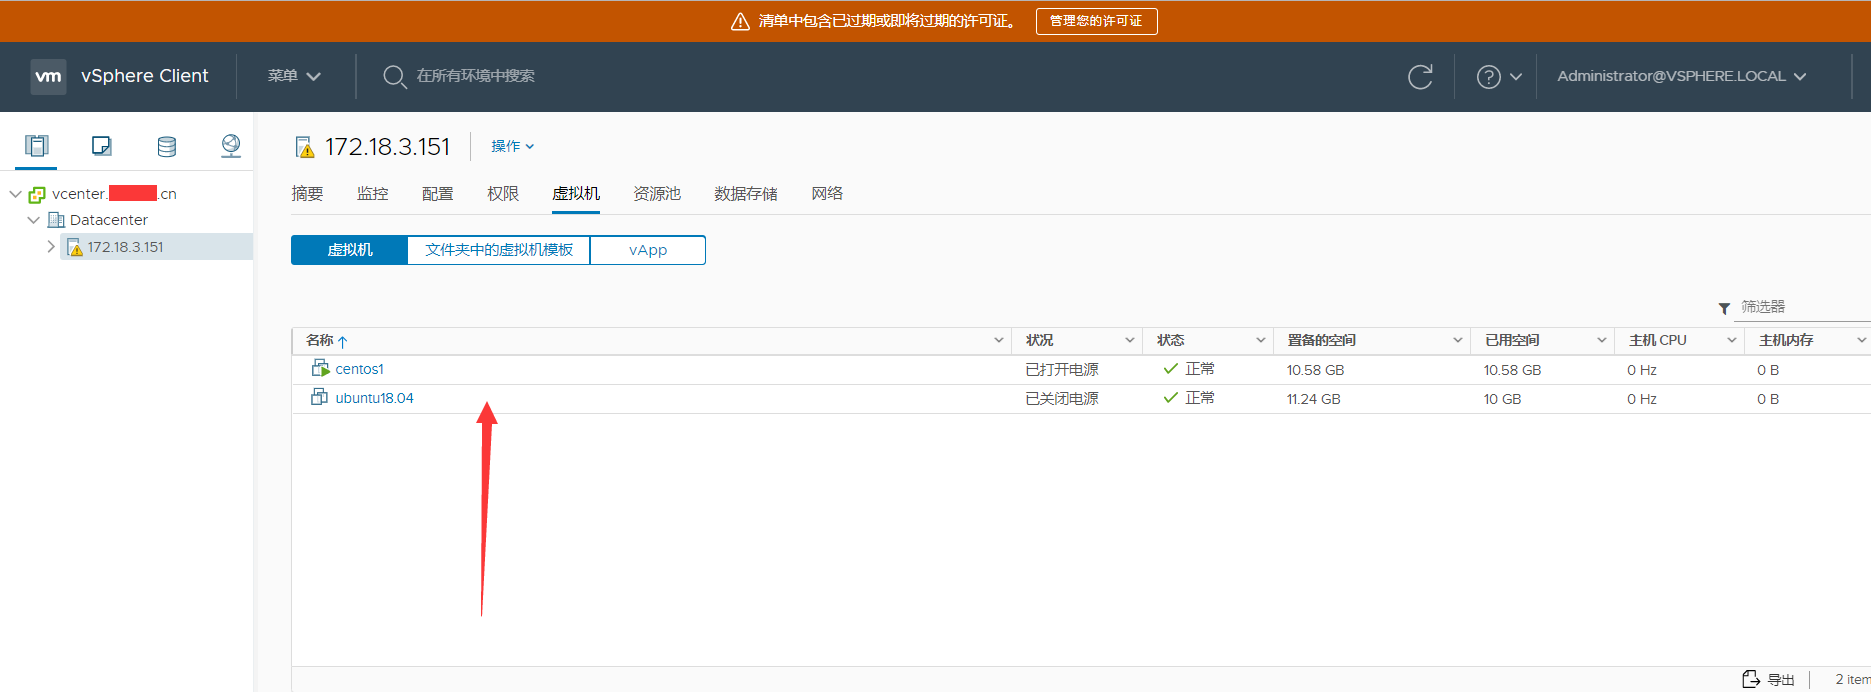 清单中包含已过期或即将过期的许可证。 管理您的许可证
vm vSphere Client 菜单 在所有环境中搜索 Administrator@VSPHERE.LOCAL
172.18.3.151 操作
vcenter. .cn
Datacenter
172.18.3.151
摘要 监控 配置 权限 虚拟机 资源池 数据存储 网络
虚拟机 文件夹中的虚拟机模板 vApp
筛选器
名称 状况 状态 置备的空间 已用空间 主机 CPU 主机内存
centos1 已打开电源 正常 10.58 GB 10.58 GB 0 Hz 0 B
ubuntu18.04 已关闭电源 正常 11.24 GB 10 GB 0 Hz 0 B
导出 2 item